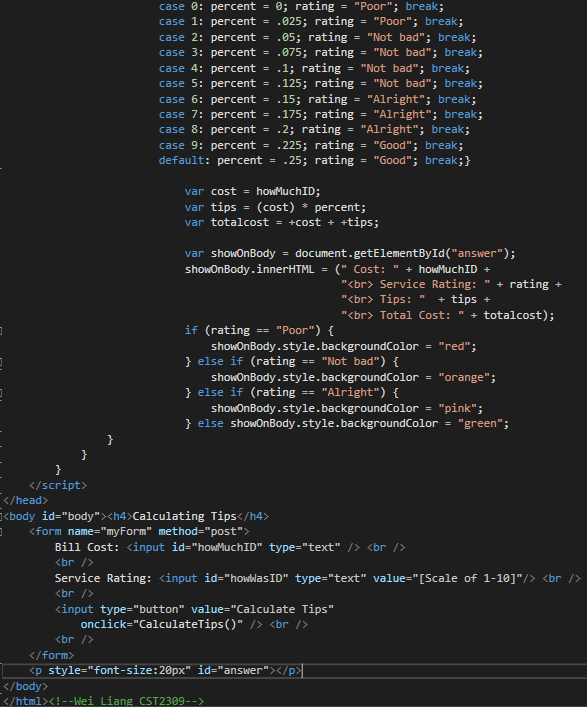 case 0: percent = 0; rating = "Poor"; break;
case 1: percent = .025; rating = "Poor"; break;
case 2: percent = .05; rating = "Not bad"; break;
case 3: percent = .075; rating = "Not bad"; break;
case 4: percent = .1; rating = "Not bad"; break;
case 5: percent = .125; rating = "Not bad"; break;
case 6: percent = .15; rating = "Alright"; break;
case 7: percent = .175; rating = "Alright"; break;
case 8: percent = .2; rating = "Alright"; break;
case 9: percent = .225; rating = "Good"; break;
default: percent = .25; rating = "Good"; break;}
var cost = howMuchID;
var tips = (cost) * percent;
var totalcost = +cost + +tips;
var showOnBody = document.getElementById("answer");
showOnBody.innerHTML = (" Cost: " + howMuchID +
"<br> Service Rating: " + rating +
"<br> Tips: "  + tips +
"<br> Total Cost: " + totalcost);
if (rating == "Poor") {
showOnBody.style.backgroundColor = "red";
} else if (rating == "Not bad") {
showOnBody.style.backgroundColor = "orange";
} else if (rating == "Alright") {
showOnBody.style.backgroundColor = "pink";
} else showOnBody.style.backgroundColor = "green";
}
}
}
</script>
</head>
<body id="body"><h4>Calculating Tips</h4>
<form name="myForm" method="post">
Bill Cost: <input id="howMuchID" type="text" /> <br />
<br />
Service Rating: <input id="howWasID" type="text" value="[Scale of 1-10]"/> <br />
<br />
<input type="button" value="Calculate Tips"
onclick="CalculateTips()" /> <br />
<br />
</form>
<p style="font-size:20px" id="answer"></p>
</body>
</html><!--Wei Liang CST2309-->